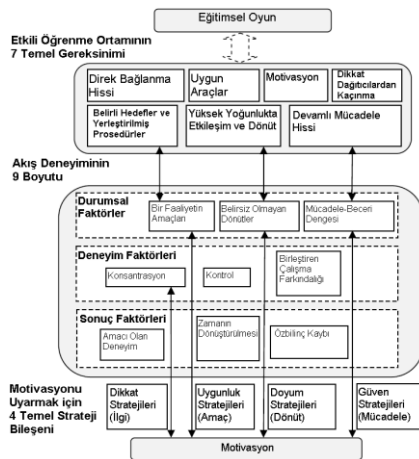 Eğitimsel Oyun
Etkili Öğrenme Ortamının
7 Temel Gereksinimi
Direk Bağlanma
Hissi
Uygun
Araçlar
Motivasyon
Dikkat
Dağıtıcılardan
Kaçınma
Belirli Hedefler ve
Yerleştirilmiş
Prosedürler
Yüksek Yoğunlukta
Etkileşim ve Dönüt
Devamlı Mücadele
Hissi
Akış Deneyiminin
9 Boyutu
Durumsal
Faktörler
Bir Faaliyetin
Amaçları
Belirsiz Olmayan
Dönütler
Mücadele-Beceri
Dengesi
Deneyim Faktörleri
Konsantrasyon
Kontrol
Birleştiren
Çalışma
Farkındalığı
Sonuç Faktörleri
Amacı Olan
Deneyim
Zamanın
Dönüştürülmesi
Özbilinç Kaybı
Motivasyonu
Uyarmak için
4 Temel Strateji
Bileşeni
Dikkat
Stratejileri
(İlgi)
Uygunluk
Stratejileri
(Amaç)
Doyum
Stratejileri
(Dönüt)
Güven
Stratejileri
(Mücadele)
Motivasyon